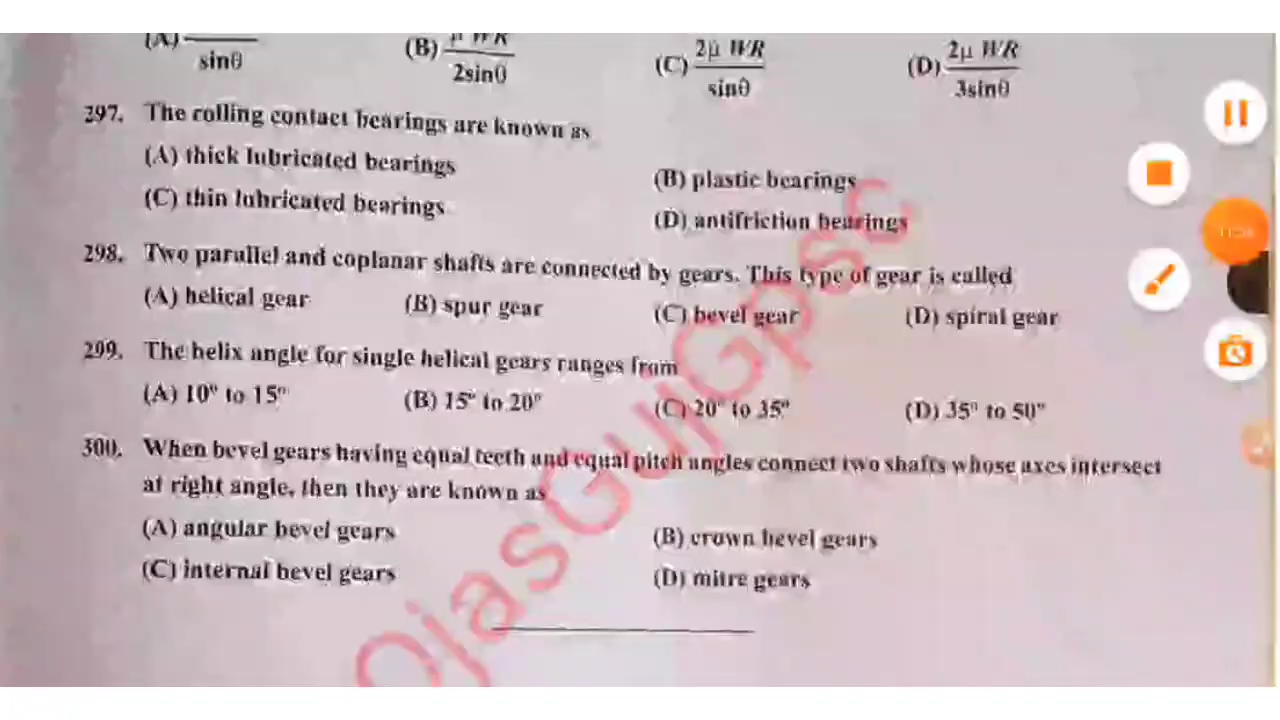 (A) sinθ (B) μ WR / 2sinθ (C) 2μ WR / sinθ (D) 2μ WR / 3sinθ
297. The rolling contact bearings are known as
(A) thick lubricated bearings (B) plastic bearings
(C) thin lubricated bearings (D) antifriction bearings
298. Two parallel and coplanar shafts are connected by gears. This type of gear is called
(A) helical gear (B) spur gear (C) bevel gear (D) spiral gear
299. The helix angle for single helical gears ranges from
(A) 10° to 15° (B) 15° to 20° (C) 20° to 35° (D) 35° to 50°
300. When bevel gears having equal teeth and equal pitch angles connect two shafts whose axes intersect
at right angle, then they are known as
(A) angular bevel gears (B) crown bevel gears
(C) internal bevel gears (D) mitre gears
OjasGujGpsc